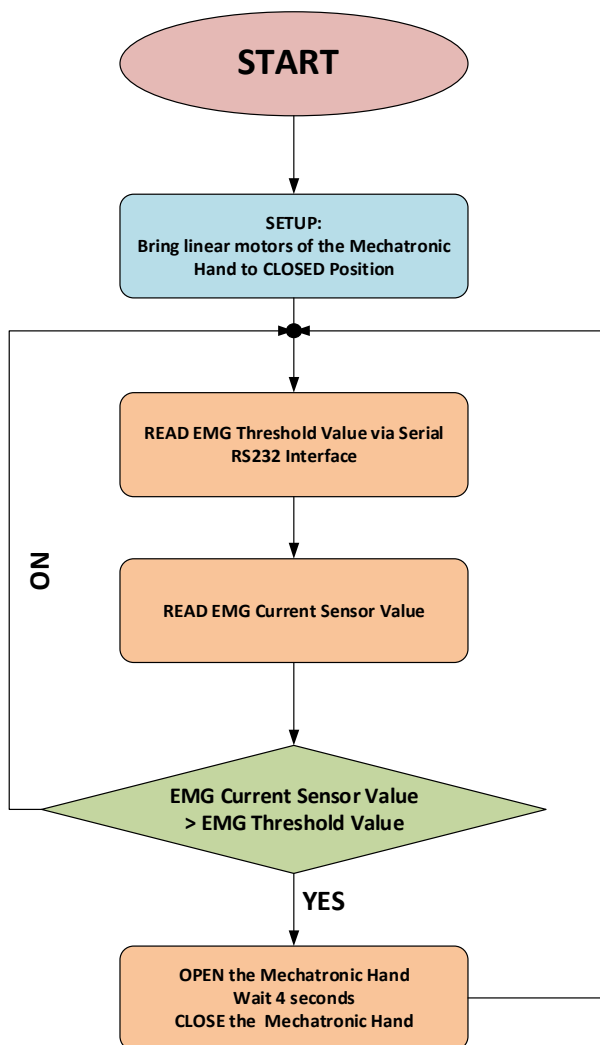 START
SETUP:
Bring linear motors of the Mechatronic
Hand to CLOSED Position
READ EMG Threshold Value via Serial
RS232 Interface
READ EMG Current Sensor Value
NO
EMG Current Sensor Value
> EMG Threshold Value
YES
OPEN the Mechatronic Hand
Wait 4 seconds
CLOSE the Mechatronic Hand